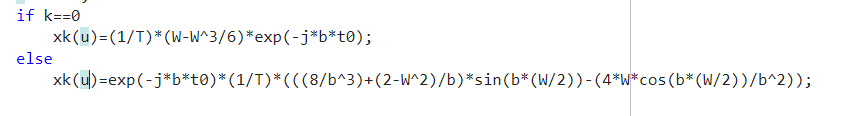 if k==0
xk(u)=(1/T)*(W-W^3/6)*exp(-j*b*t0);
else
xk(u)=exp(-j*b*t0)*(1/T)*(((8/b^3)+(2-W^2)/b)*sin(b*(W/2))-(4*W*cos(b*(W/2))/b^2));